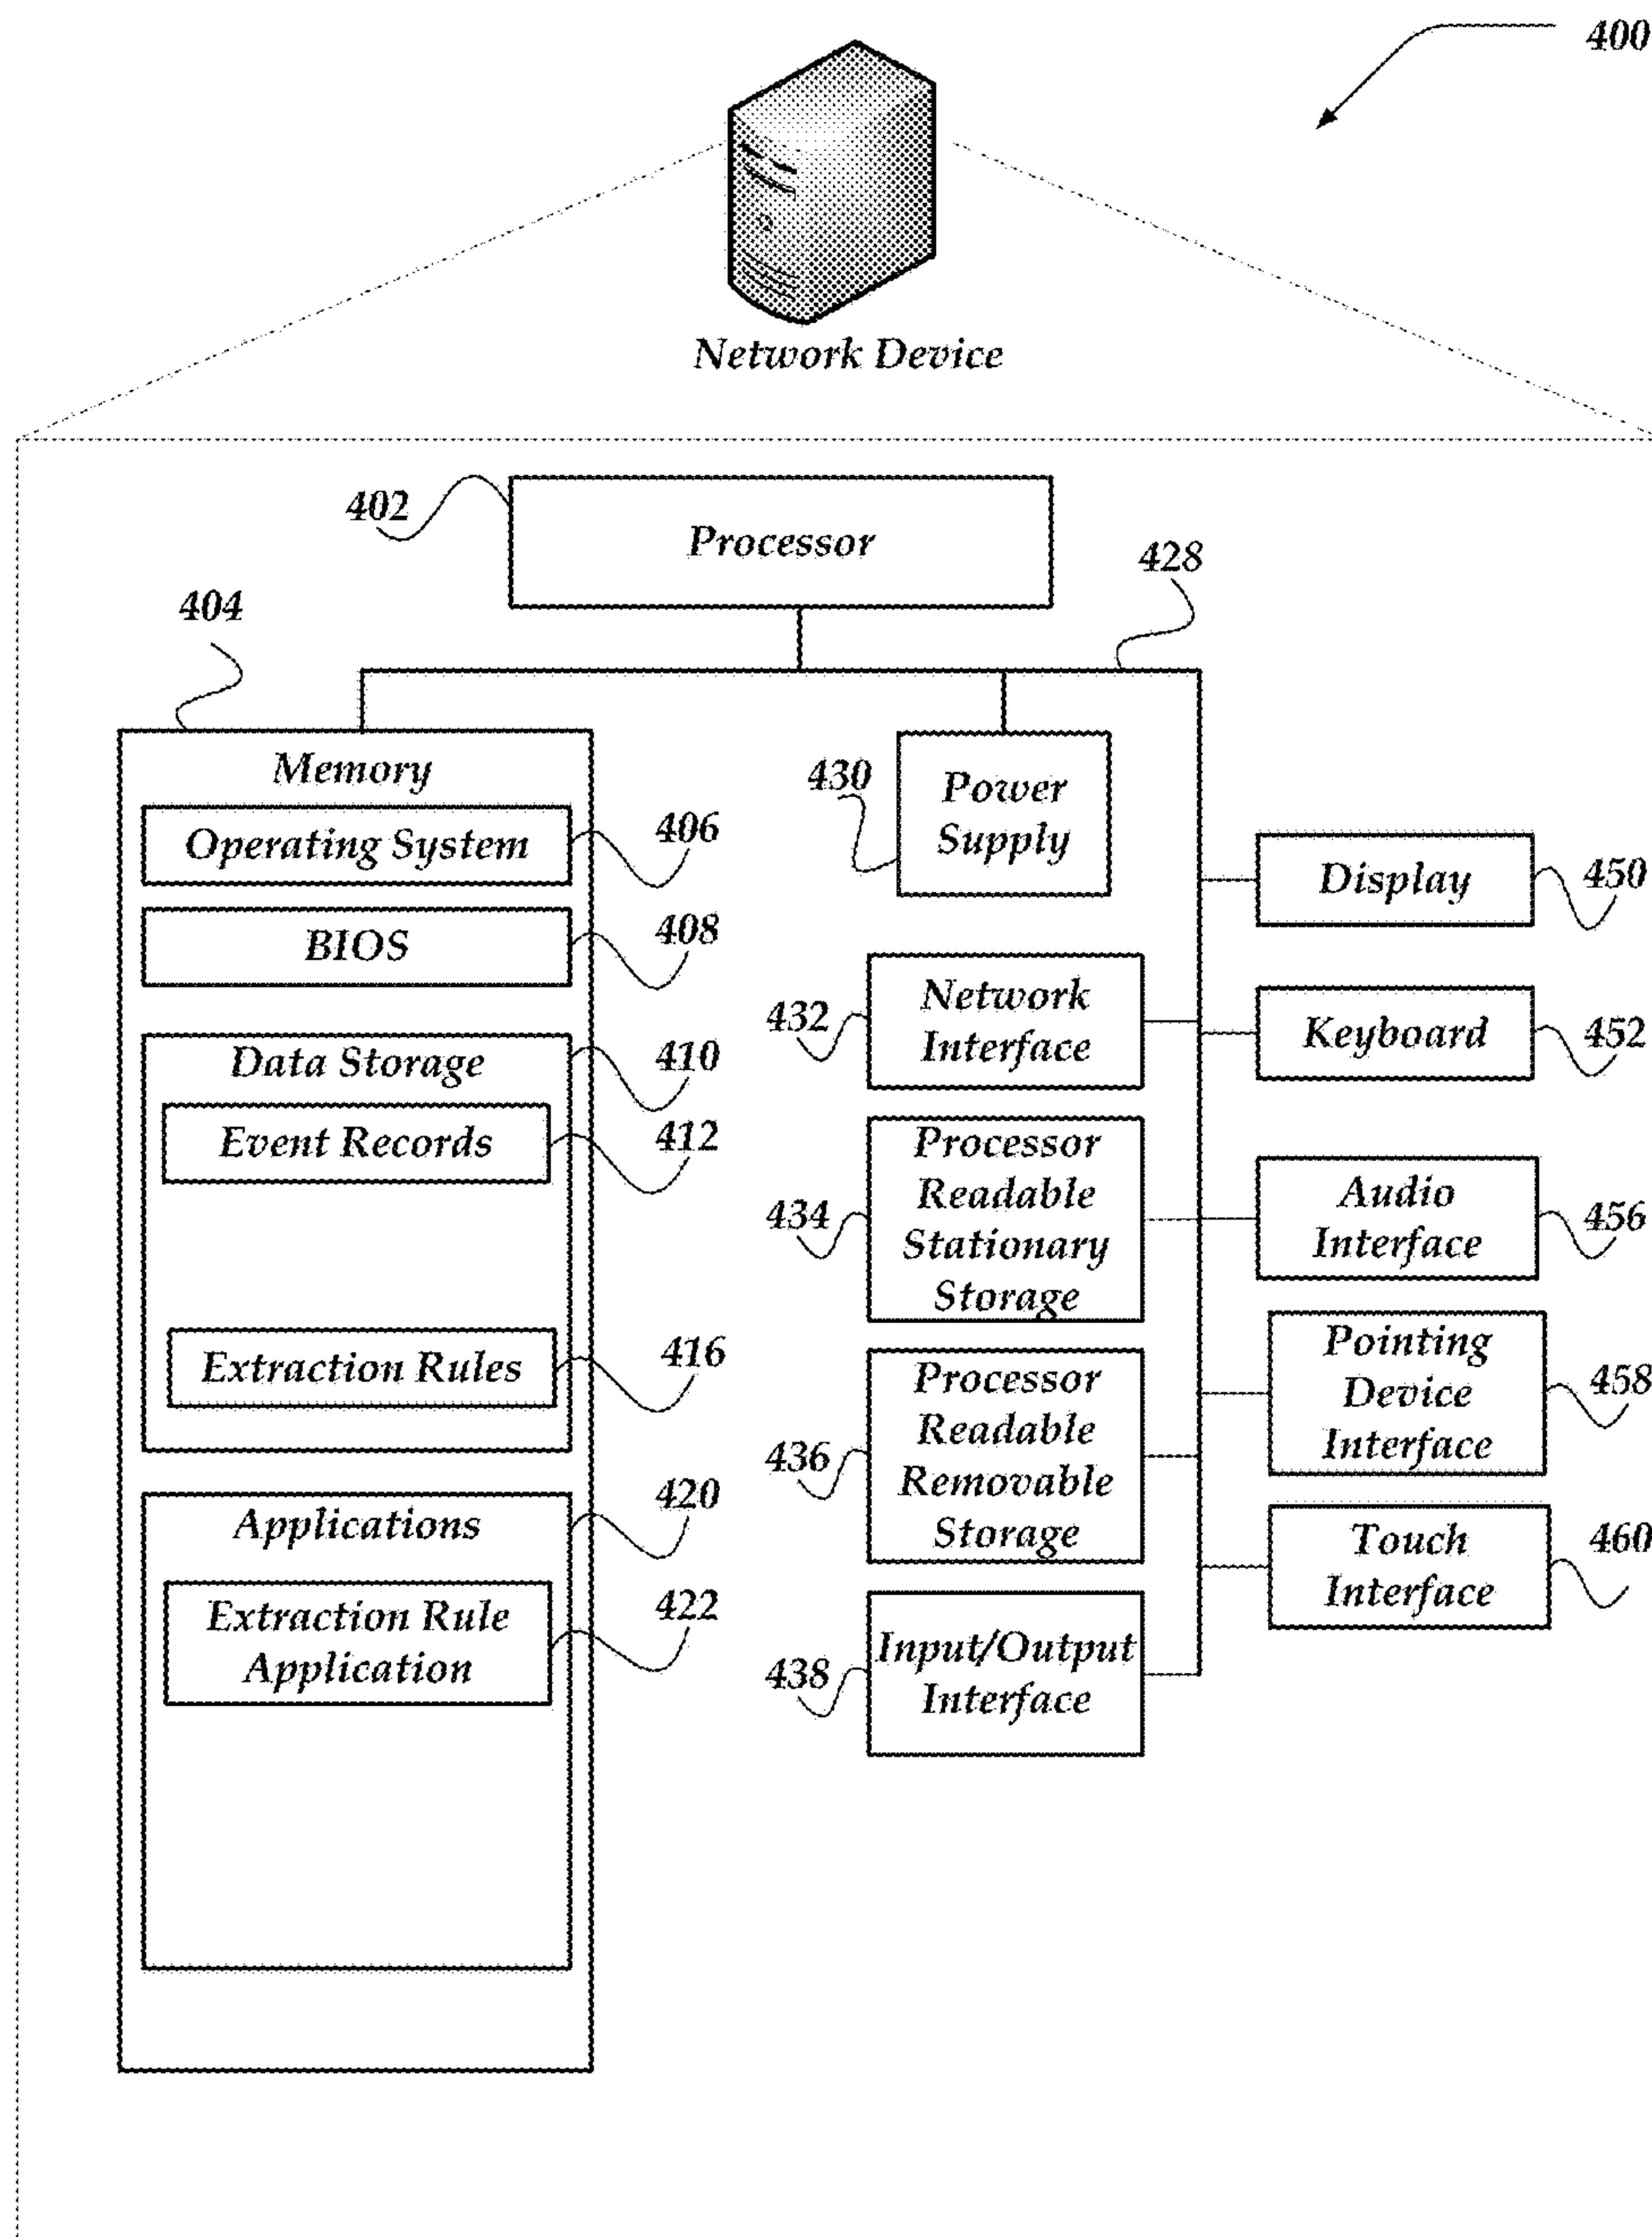 400
Network Device
402
Processor
428
404
Memory
Operating System
406
BIOS
408
Data Storage
410
Event Records
412
Extraction Rules
416
Applications
420
Extraction Rule
Application
422
430
Power
Supply
432
Network
Interface
434
Processor
Readable
Stationary
Storage
436
Processor
Readable
Removable
Storage
438
Input/Output
Interface
Display
450
Keyboard
452
Audio
Interface
456
Pointing
Device
Interface
458
Touch
Interface
460